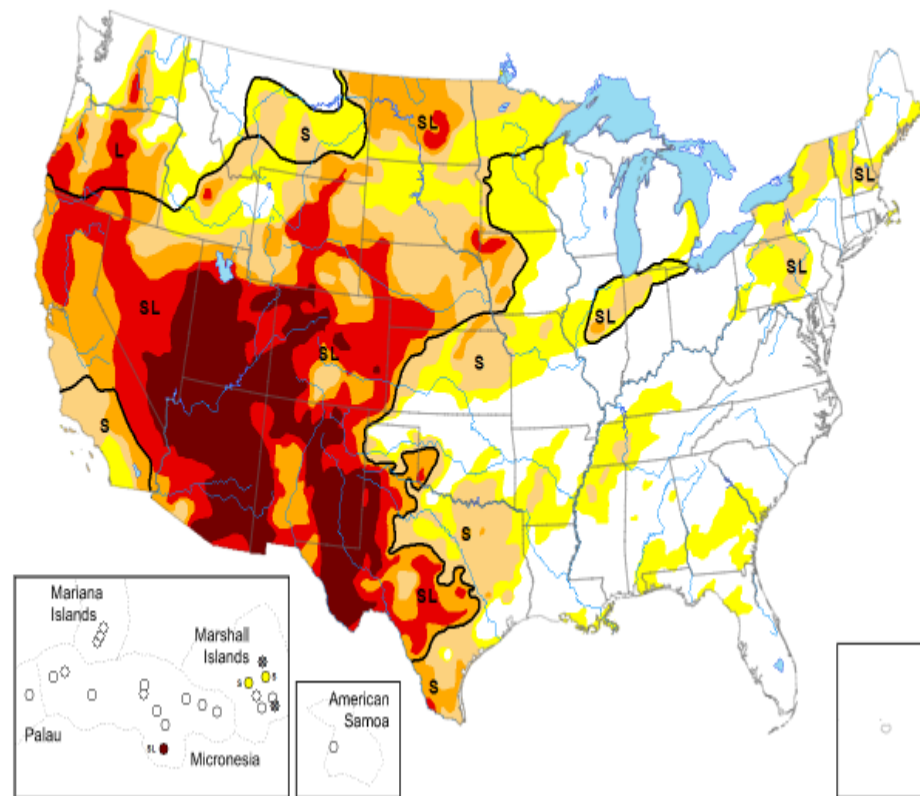 S
SL
L
SL
SL
SL
SL
SL
S
S
S
SL
S
Mariana
Islands
Marshall
Islands
S
S
Palau
SL
Micronesia
American
Samoa